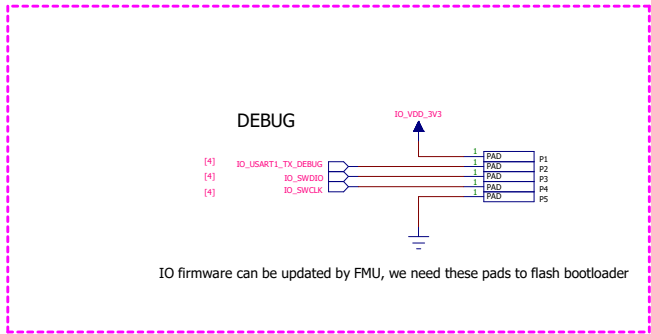 IO_VDD_3V3
DEBUG
1 PAD P1
[4] IO_USART1_TX_DEBUG 1 PAD P2
[4] IO_SWDIO 1 PAD P3
[4] IO_SWCLK 1 PAD P4
1 PAD P5
IO firmware can be updated by FMU, we need these pads to flash bootloader